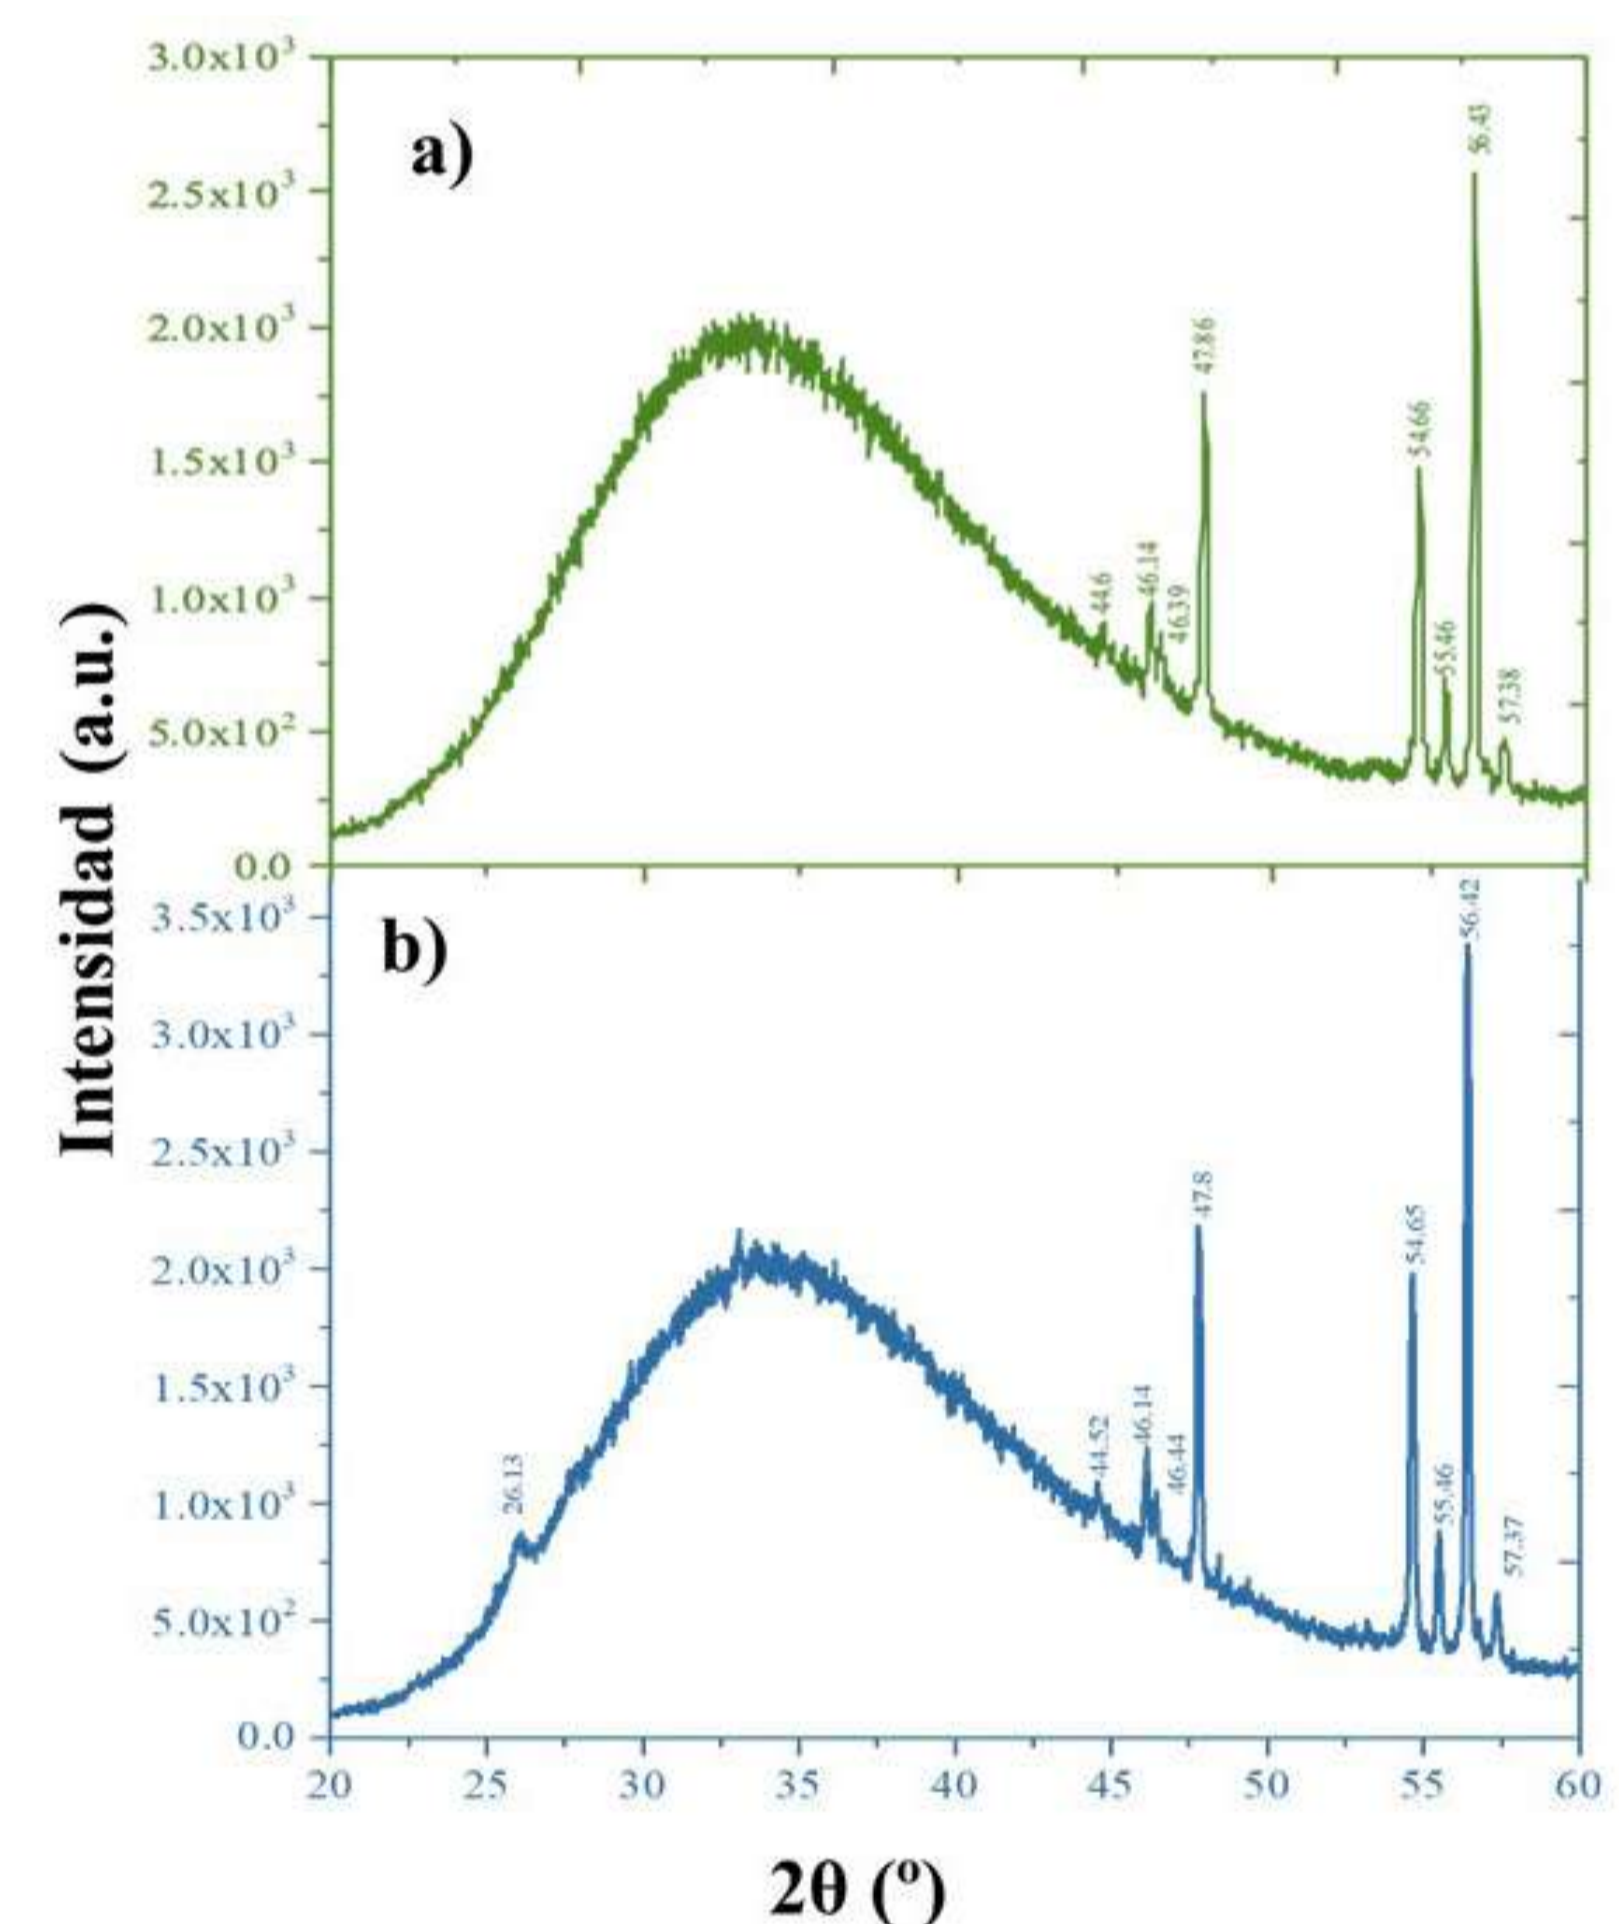 Intensidad (a.u.)
a)
3.0x10³
2.5x10³
2.0x10³
1.5x10³
1.0x10³
5.0x10²
0.0
44.6
46.14
46.39
47.86
54.66
55.46
56.43
57.38
b)
3.5x10³
3.0x10³
2.5x10³
2.0x10³
1.5x10³
1.0x10³
5.0x10²
0.0
26.13
44.52
46.14
46.44
47.8
54.65
55.46
56.42
57.37
20 25 30 35 40 45 50 55 60
2θ (º)